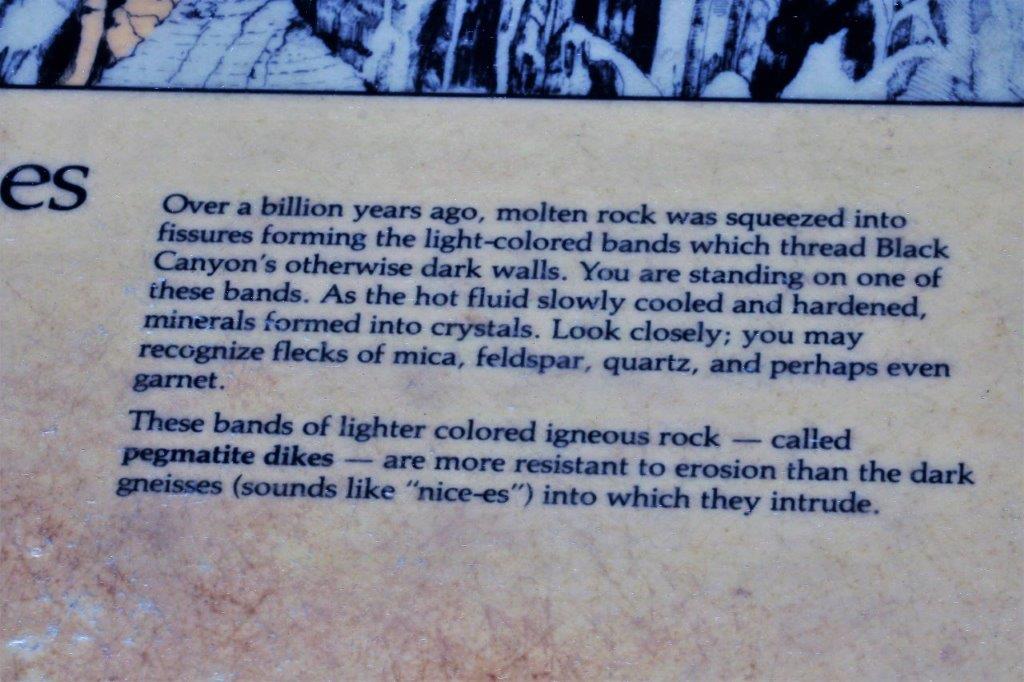 es
Over a billion years ago, molten rock was squeezed into
fissures forming the light-colored bands which thread Black
Canyon's otherwise dark walls. You are standing on one of
these bands. As the hot fluid slowly cooled and hardened,
minerals formed into crystals. Look closely; you may
recognize flecks of mica, feldspar, quartz, and perhaps even
garnet.
These bands of lighter colored igneous rock — called
pegmatite dikes — are more resistant to erosion than the dark
gneisses (sounds like "nice-es") into which they intrude.